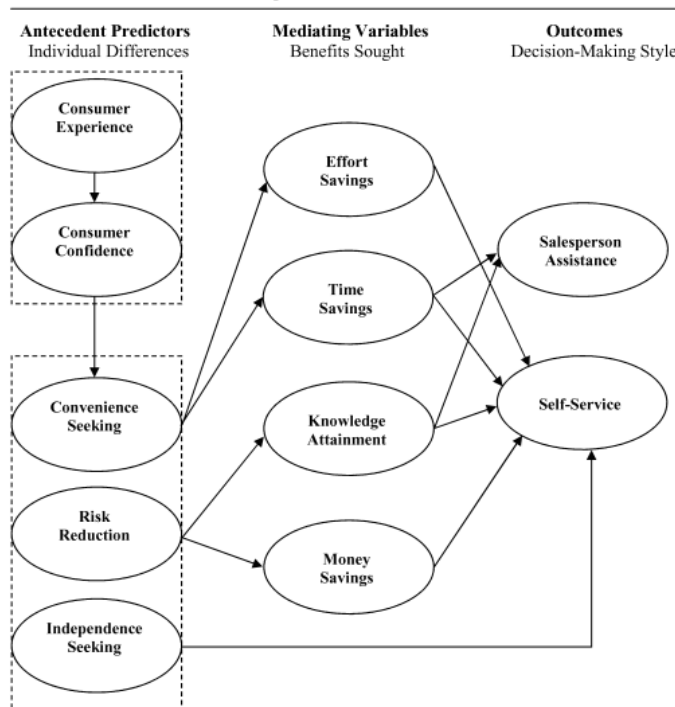 Antecedent Predictors
Individual Differences
Mediating Variables
Benefits Sought
Outcomes
Decision-Making Style
Consumer
Experience
Consumer
Confidence
Convenience
Seeking
Risk
Reduction
Independence
Seeking
Effort
Savings
Time
Savings
Knowledge
Attainment
Money
Savings
Salesperson
Assistance
Self-Service